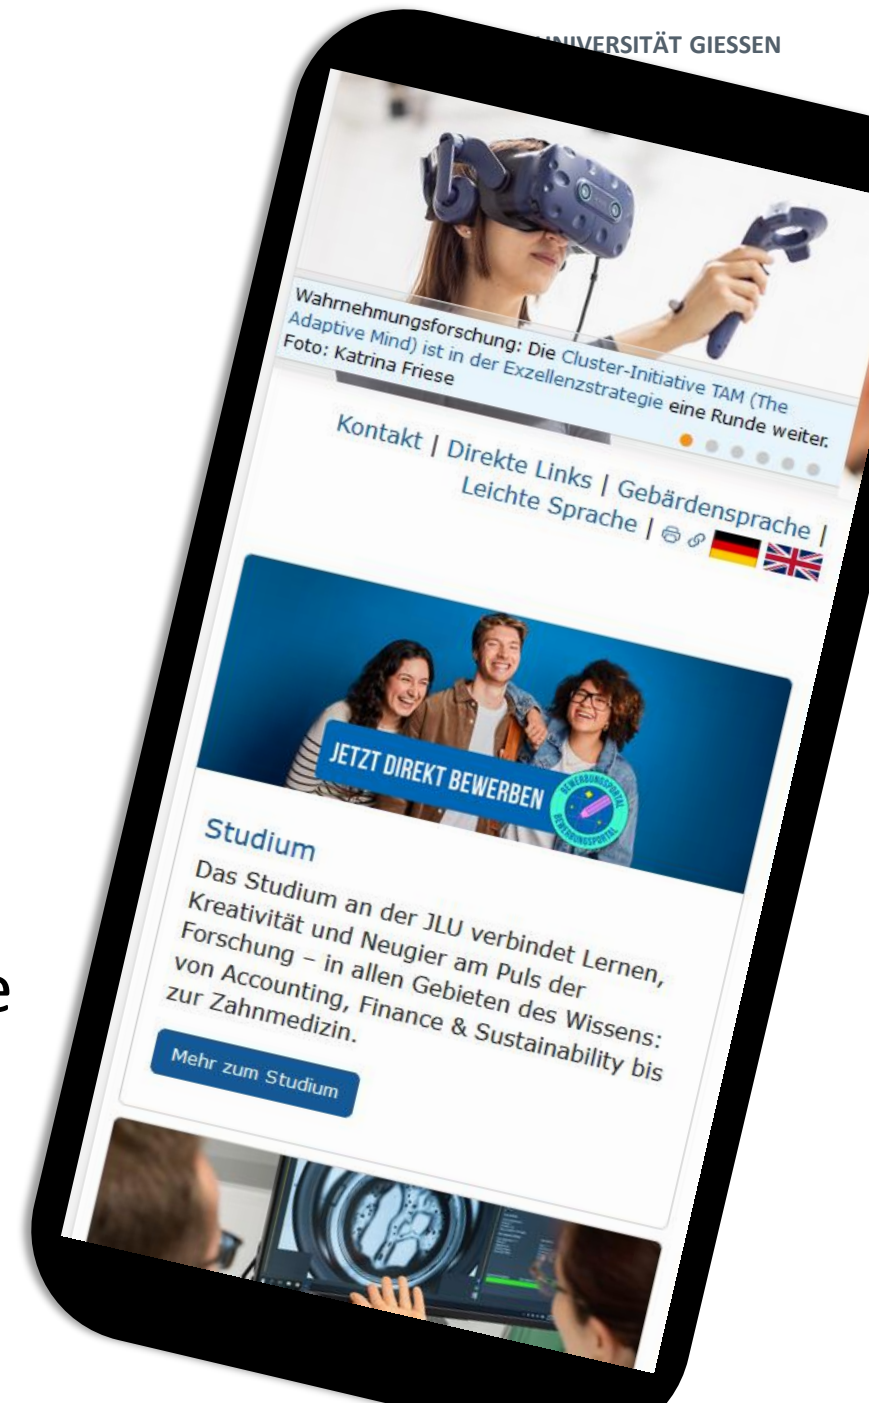 UNIVERSITÄT GIESSEN
Wahrnehmungsforschung: Die Cluster-Initiative TAM (The
Adaptive Mind) ist in der Exzellenzstrategie eine Runde weiter.
Foto: Katrina Friese
Kontakt | Direkte Links | Gebärdensprache |
Leichte Sprache |
JETZT DIREKT BEWERBEN
BEWERBUNGSPORTAL
BEWERBUNGSPORTAL
Studium
Das Studium an der JLU verbindet Lernen,
Kreativität und Neugier am Puls der
Forschung – in allen Gebieten des Wissens:
von Accounting, Finance & Sustainability bis
zur Zahnmedizin.
e
Mehr zum Studium